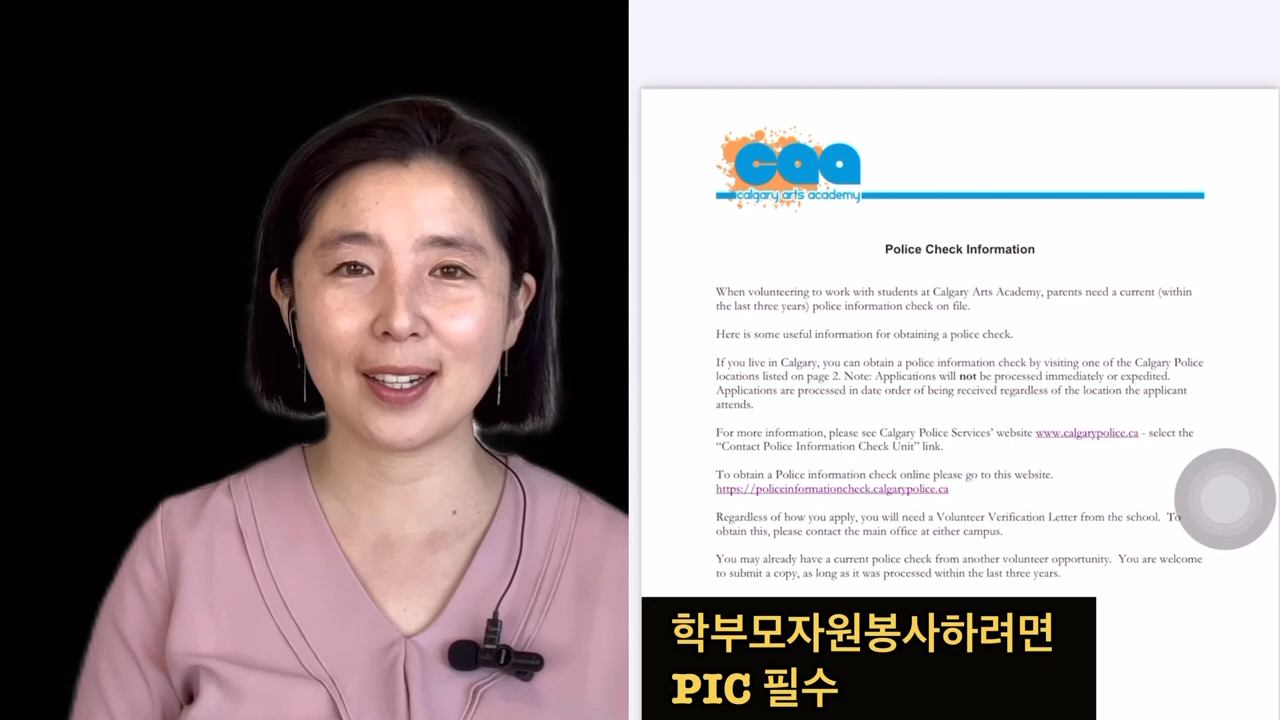 caa
calgary arts academy
Police Check Information
When volunteering to work with students at Calgary Arts Academy, parents need a current (within
the last three years) police information check on file.
Here is some useful information for obtaining a police check.
If you live in Calgary, you can obtain a police information check by visiting one of the Calgary Police
locations listed on page 2. Note: Applications will not be processed immediately or expedited.
Applications are processed in date order of being received regardless of the location the applicant
attends.
For more information, please see Calgary Police Services’ website www.calgarypolice.ca - select the
“Contact Police Information Check Unit” link.
To obtain a Police information check online please go to this website.
https://policeinformationcheck.calgarypolice.ca
Regardless of how you apply, you will need a Volunteer Verification Letter from the school. To
obtain this, please contact the main office at either campus.
You may already have a current police check from another volunteer opportunity. You are welcome
to submit a copy, as long as it was processed within the last three years.
학부모자원봉사하려면
PIC 필수